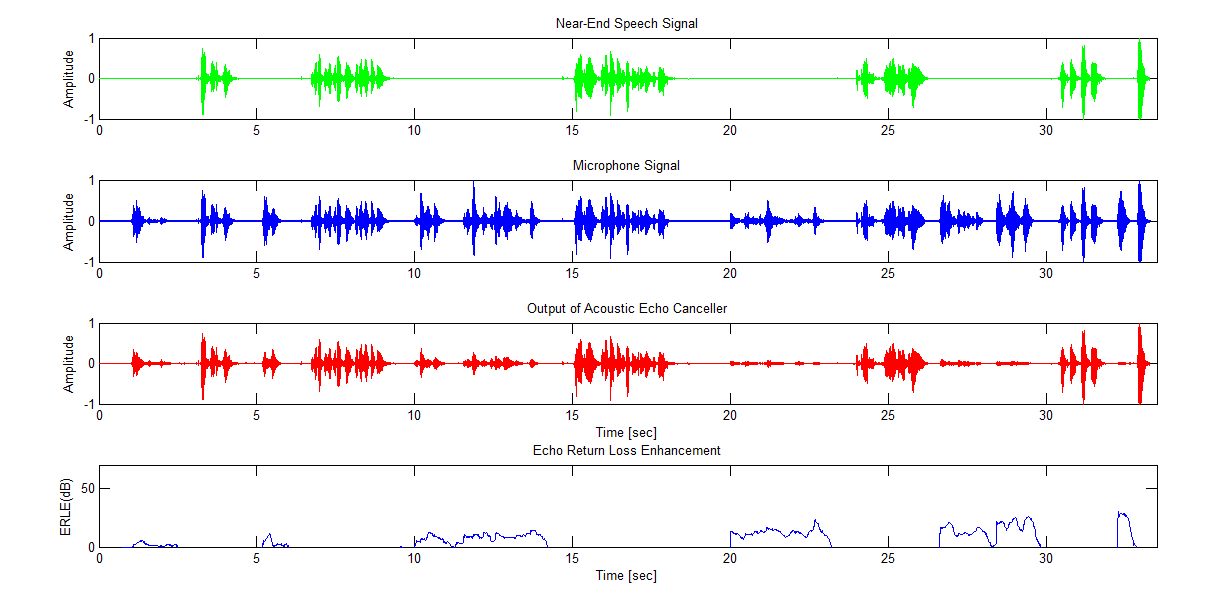 Near-End Speech Signal
Amplitude
1
0
-1
0 5 10 15 20 25 30
Microphone Signal
Amplitude
1
0
-1
0 5 10 15 20 25 30
Output of Acoustic Echo Canceller
Amplitude
1
0
-1
0 5 10 15 20 25 30
Time [sec]
Echo Return Loss Enhancement
ERLE(dB)
50
0
0 5 10 15 20 25 30
Time [sec]